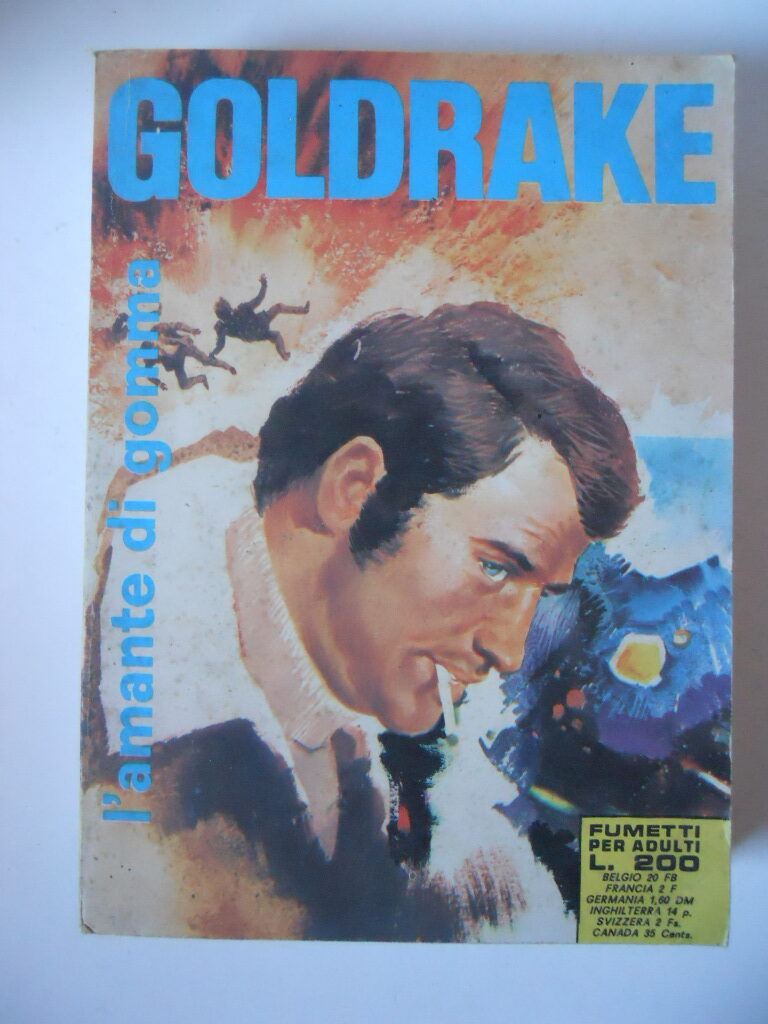 GOLDRAKE
l'amante di gomma
FUMETTI
PER ADULTI
L. 200
BELGIO 20 FB
FRANCIA 2 F
GERMANIA 1,60 DM
INGHILTERRA 14 p.
SVIZZERA 2 Fs.
CANADA 35 Cents.